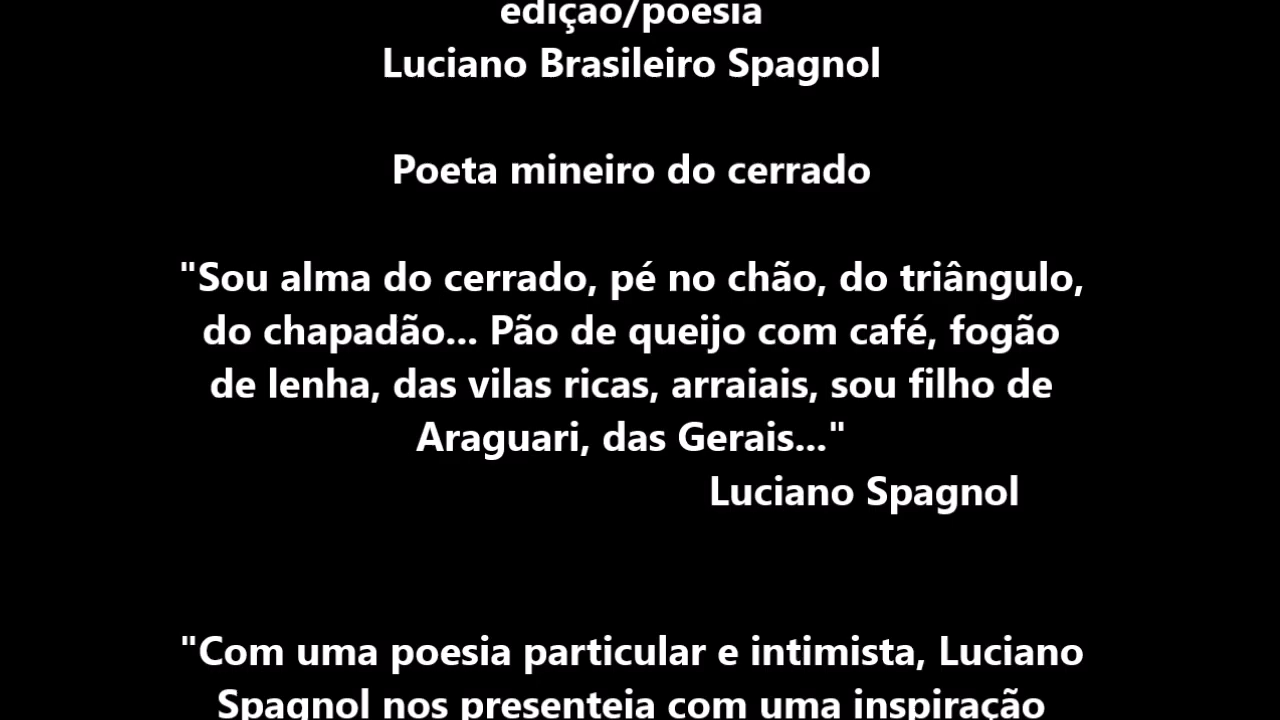 edição/poesia
Luciano Brasileiro Spagnol
Poeta mineiro do cerrado
"Sou alma do cerrado, pé no chão, do triângulo,
do chapadão... Pão de queijo com café, fogão
de lenha, das vilas ricas, arraiais, sou filho de
Araguari, das Gerais..."
Luciano Spagnol
"Com uma poesia particular e intimista, Luciano
Spagnol nos presenteia com uma inspiração